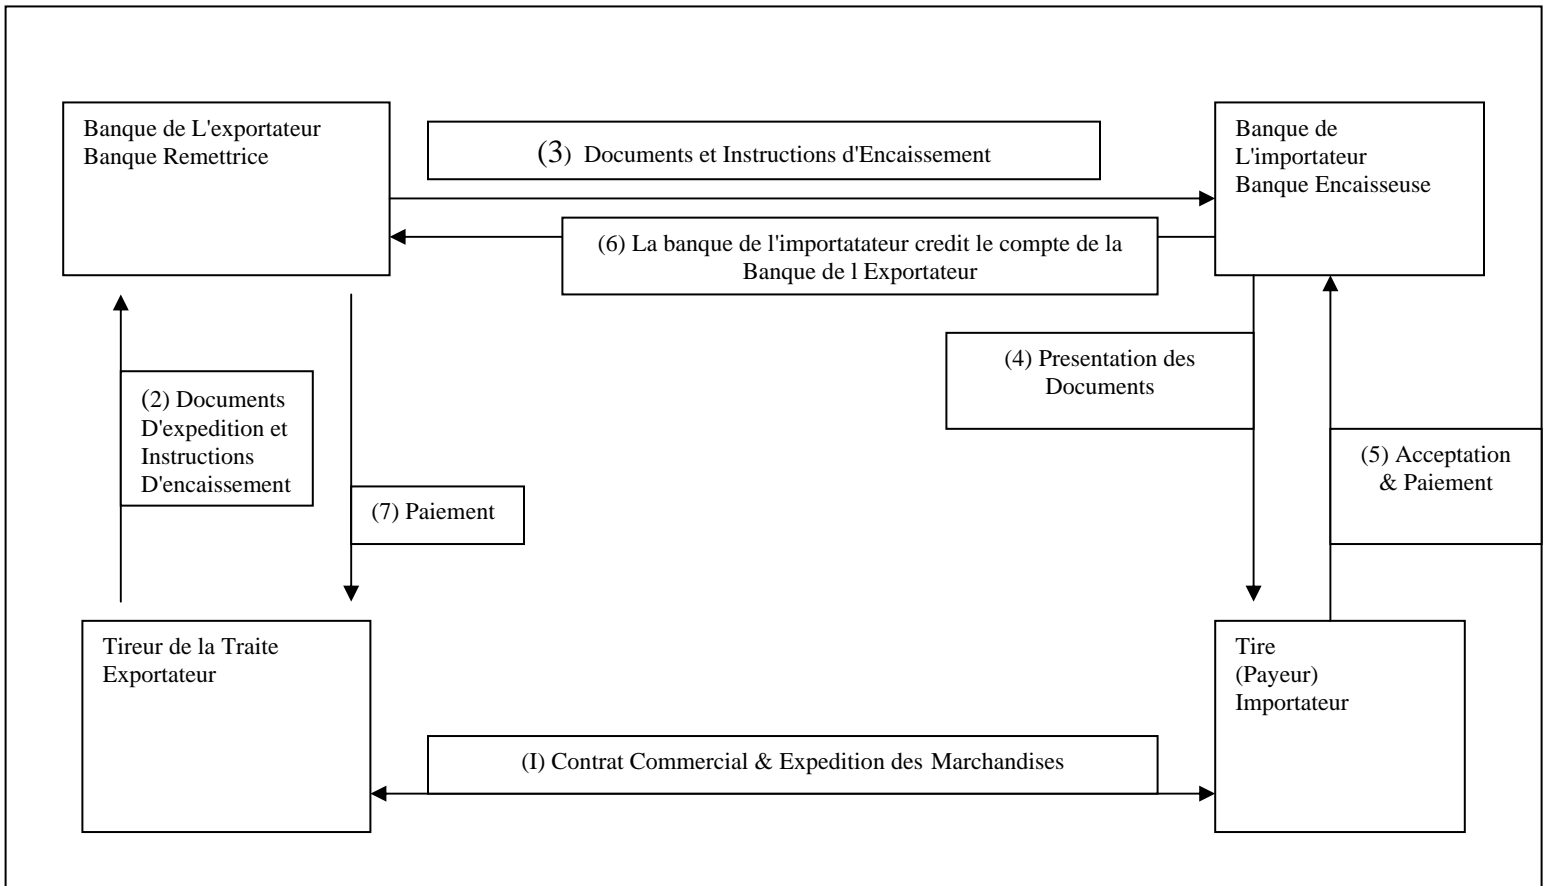 Banque de L'exportateur
Banque Remettrice
(3) Documents et Instructions d'Encaissement
Banque de
L'importateur
Banque Encaisseuse
(6) La banque de l'importatateur credit le compte de la
Banque de l Exportateur
(4) Presentation des
Documents
(2) Documents
D'expedition et
Instructions
D'encaissement
(5) Acceptation
& Paiement
(7) Paiement
Tireur de la Traite
Exportateur
Tire
(Payeur)
Importateur
(I) Contrat Commercial & Expedition des Marchandises